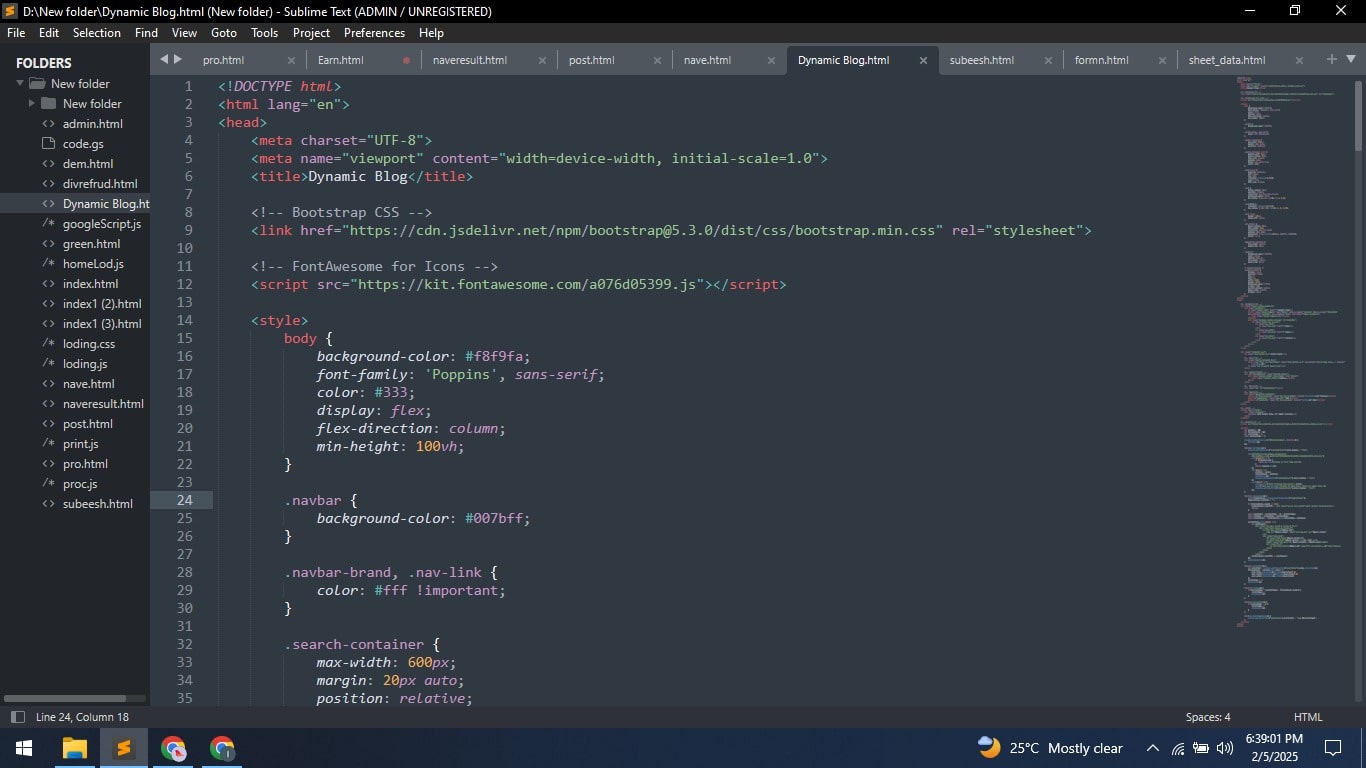 D:\New folder\Dynamic Blog.html (New folder) - Sublime Text (ADMIN / UNREGISTERED)
File Edit Selection Find View Goto Tools Project Preferences Help
FOLDERS
New folder
New folder
admin.html
code.gs
dem.html
divrefrud.html
Dynamic Blog.ht
googleScript.js
green.html
homeLod.js
index.html
index1 (2).html
index1 (3).html
loding.css
loding.js
nave.html
naveresult.html
post.html
print.js
pro.html
proc.js
subeesh.html
pro.html Earn.html naveresult.html post.html nave.html Dynamic Blog.html subeesh.html formn.html sheet_data.html
1 <!DOCTYPE html>
2 <html lang="en">
3 <head>
4 <meta charset="UTF-8">
5 <meta name="viewport" content="width=device-width, initial-scale=1.0">
6 <title>Dynamic Blog</title>
7
8 <!-- Bootstrap CSS -->
9 <link href="https://cdn.jsdelivr.net/npm/bootstrap@5.3.0/dist/css/bootstrap.min.css" rel="stylesheet">
10
11 <!-- FontAwesome for Icons -->
12 <script src="https://kit.fontawesome.com/a076d05399.js"></script>
13
14 <style>
15 body {
16 background-color: #f8f9fa;
17 font-family: 'Poppins', sans-serif;
18 color: #333;
19 display: flex;
20 flex-direction: column;
21 min-height: 100vh;
22 }
23
24 .navbar {
25 background-color: #007bff;
26 }
27
28 .navbar-brand, .nav-link {
29 color: #fff !important;
30 }
31
32 .search-container {
33 max-width: 600px;
34 margin: 20px auto;
35 position: relative;
Line 24, Column 18 Spaces: 4 HTML
25°C Mostly clear
6:39:01 PM
2/5/2025